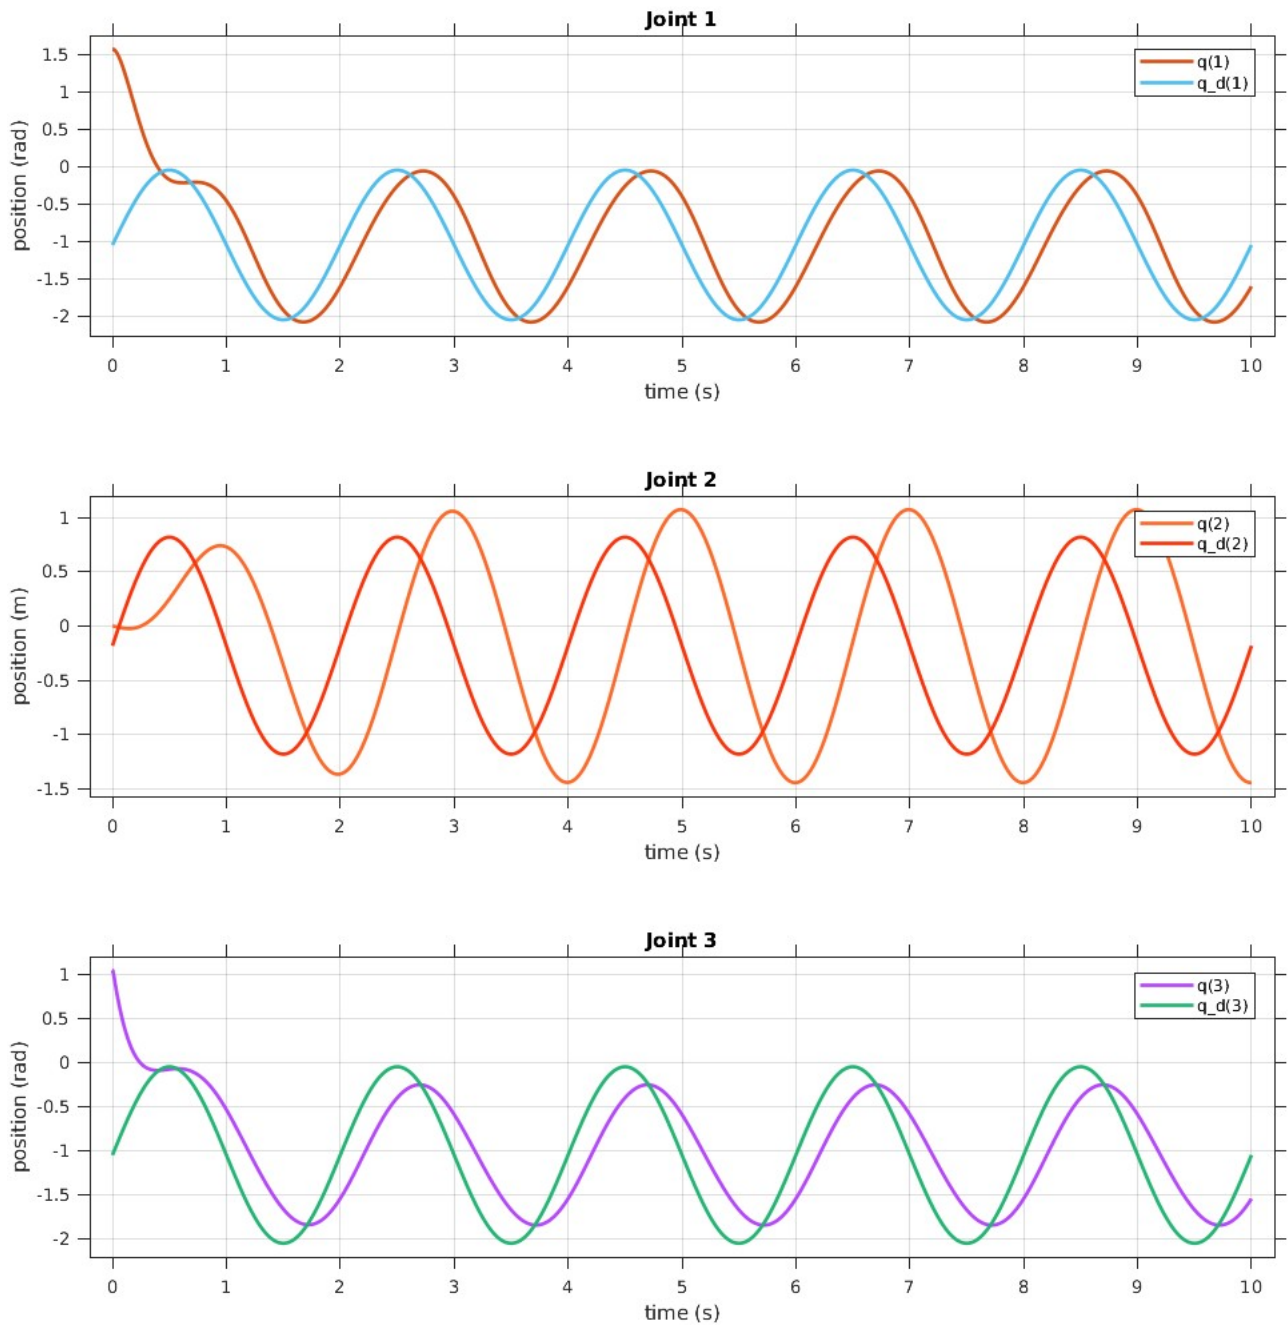 Joint 1
1.5
1
0.5
0
-0.5
-1
-1.5
-2
position (rad)
q(1)
q_d(1)
0 1 2 3 4 5 6 7 8 9 10
time (s)
Joint 2
1
0.5
0
-0.5
-1
-1.5
position (m)
q(2)
q_d(2)
0 1 2 3 4 5 6 7 8 9 10
time (s)
Joint 3
1
0.5
0
-0.5
-1
-1.5
-2
position (rad)
q(3)
q_d(3)
0 1 2 3 4 5 6 7 8 9 10
time (s)